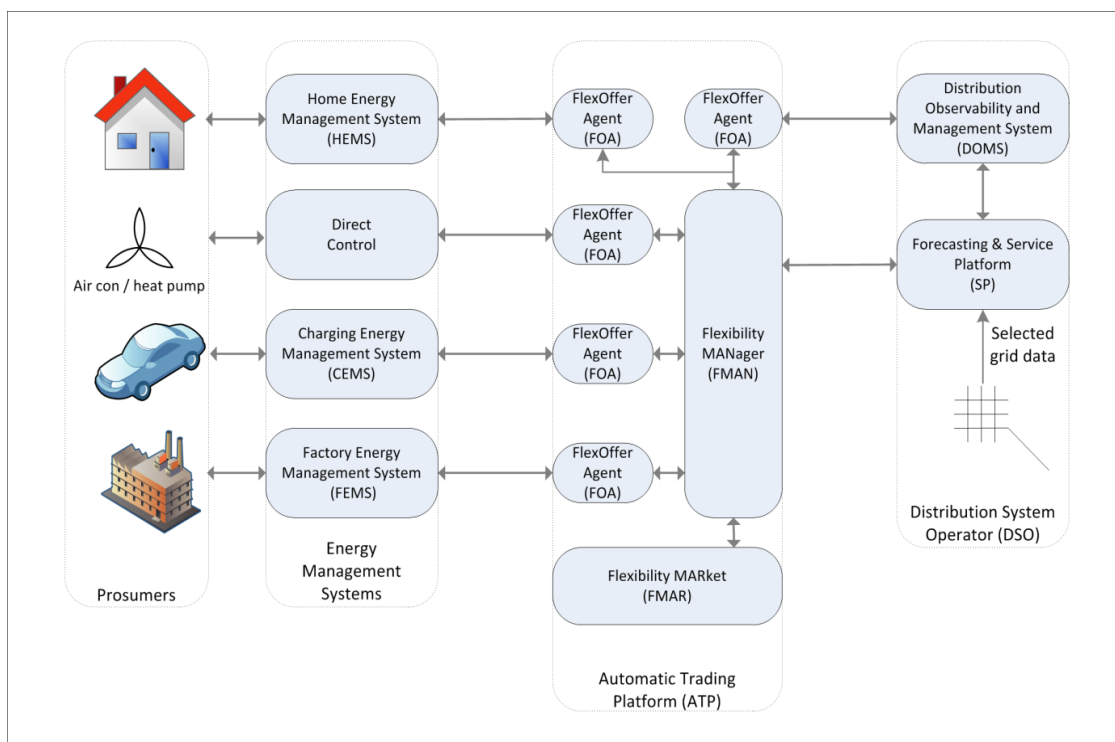 Home Energy
Management System
(HEMS)
FlexOffer
Agent
(FOA)
FlexOffer
Agent
(FOA)
Distribution
Observability and
Management System
(DOMS)
Air con / heat pump
Direct
Control
FlexOffer
Agent
(FOA)
Forecasting & Service
Platform
(SP)
Charging Energy
Management System
(CEMS)
FlexOffer
Agent
(FOA)
Flexibility
MANager
(FMAN)
Selected
grid data
Factory Energy
Management System
(FEMS)
FlexOffer
Agent
(FOA)
Distribution System
Operator (DSO)
Prosumers
Energy
Management
Systems
Flexibility MARket
(FMAR)
Automatic Trading
Platform (ATP)